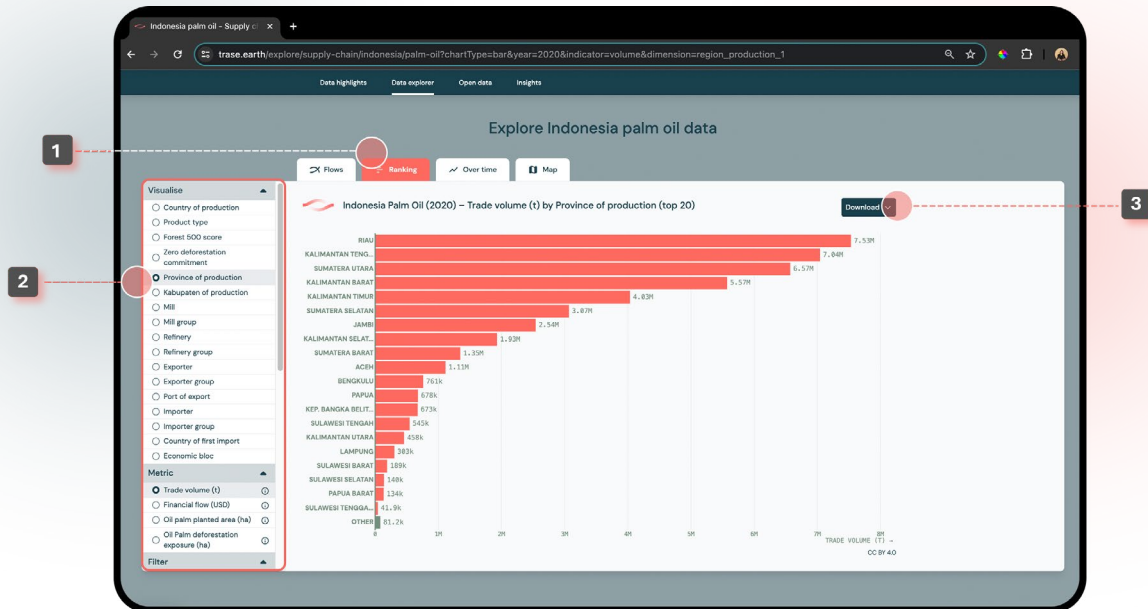 Indonesia palm oil - Supply c
trase.earth/explore/supply-chain/indonesia/palm-oil?chartType=bar&year=2020&indicator=volume&dimension=region_production_1
Data highlights Data explorer Open data Insights
Explore Indonesia palm oil data
1
Flows Ranking Over time Map
Visualise
Country of production
Product type
Forest 500 score
Zero deforestation
commitment
Province of production
Kabupaten of production
Mill
Mill group
Refinery
Refinery group
Exporter
Exporter group
Port of export
Importer
Importer group
Country of first import
Economic bloc
Metric
Trade volume (t)
Financial flow (USD)
Oil palm planted area (ha)
Oil Palm deforestation
exposure (ha)
Filter
2
Indonesia Palm Oil (2020) – Trade volume (t) by Province of production (top 20)
Download
3
RIAU 7.53M
KALIMANTAN TENG... 7.04M
SUMATERA UTARA 6.57M
KALIMANTAN BARAT 5.57M
KALIMANTAN TIMUR 4.03M
SUMATERA SELATAN 3.07M
JAMBI 2.54M
KALIMANTAN SELAT... 1.93M
SUMATERA BARAT 1.35M
ACEH 1.11M
BENGKULU 761k
PAPUA 678k
KEP. BANGKA BELIT... 673k
SULAWESI TENGAH 545k
KALIMANTAN UTARA 458k
LAMPUNG 303k
SULAWESI BARAT 189k
SULAWESI SELATAN 140k
PAPUA BARAT 134k
SULAWESI TENGGA... 41.9k
OTHER 81.2k
0 1M 2M 3M 4M 5M 6M 7M 8M
TRADE VOLUME (T) →
CC BY 4.0